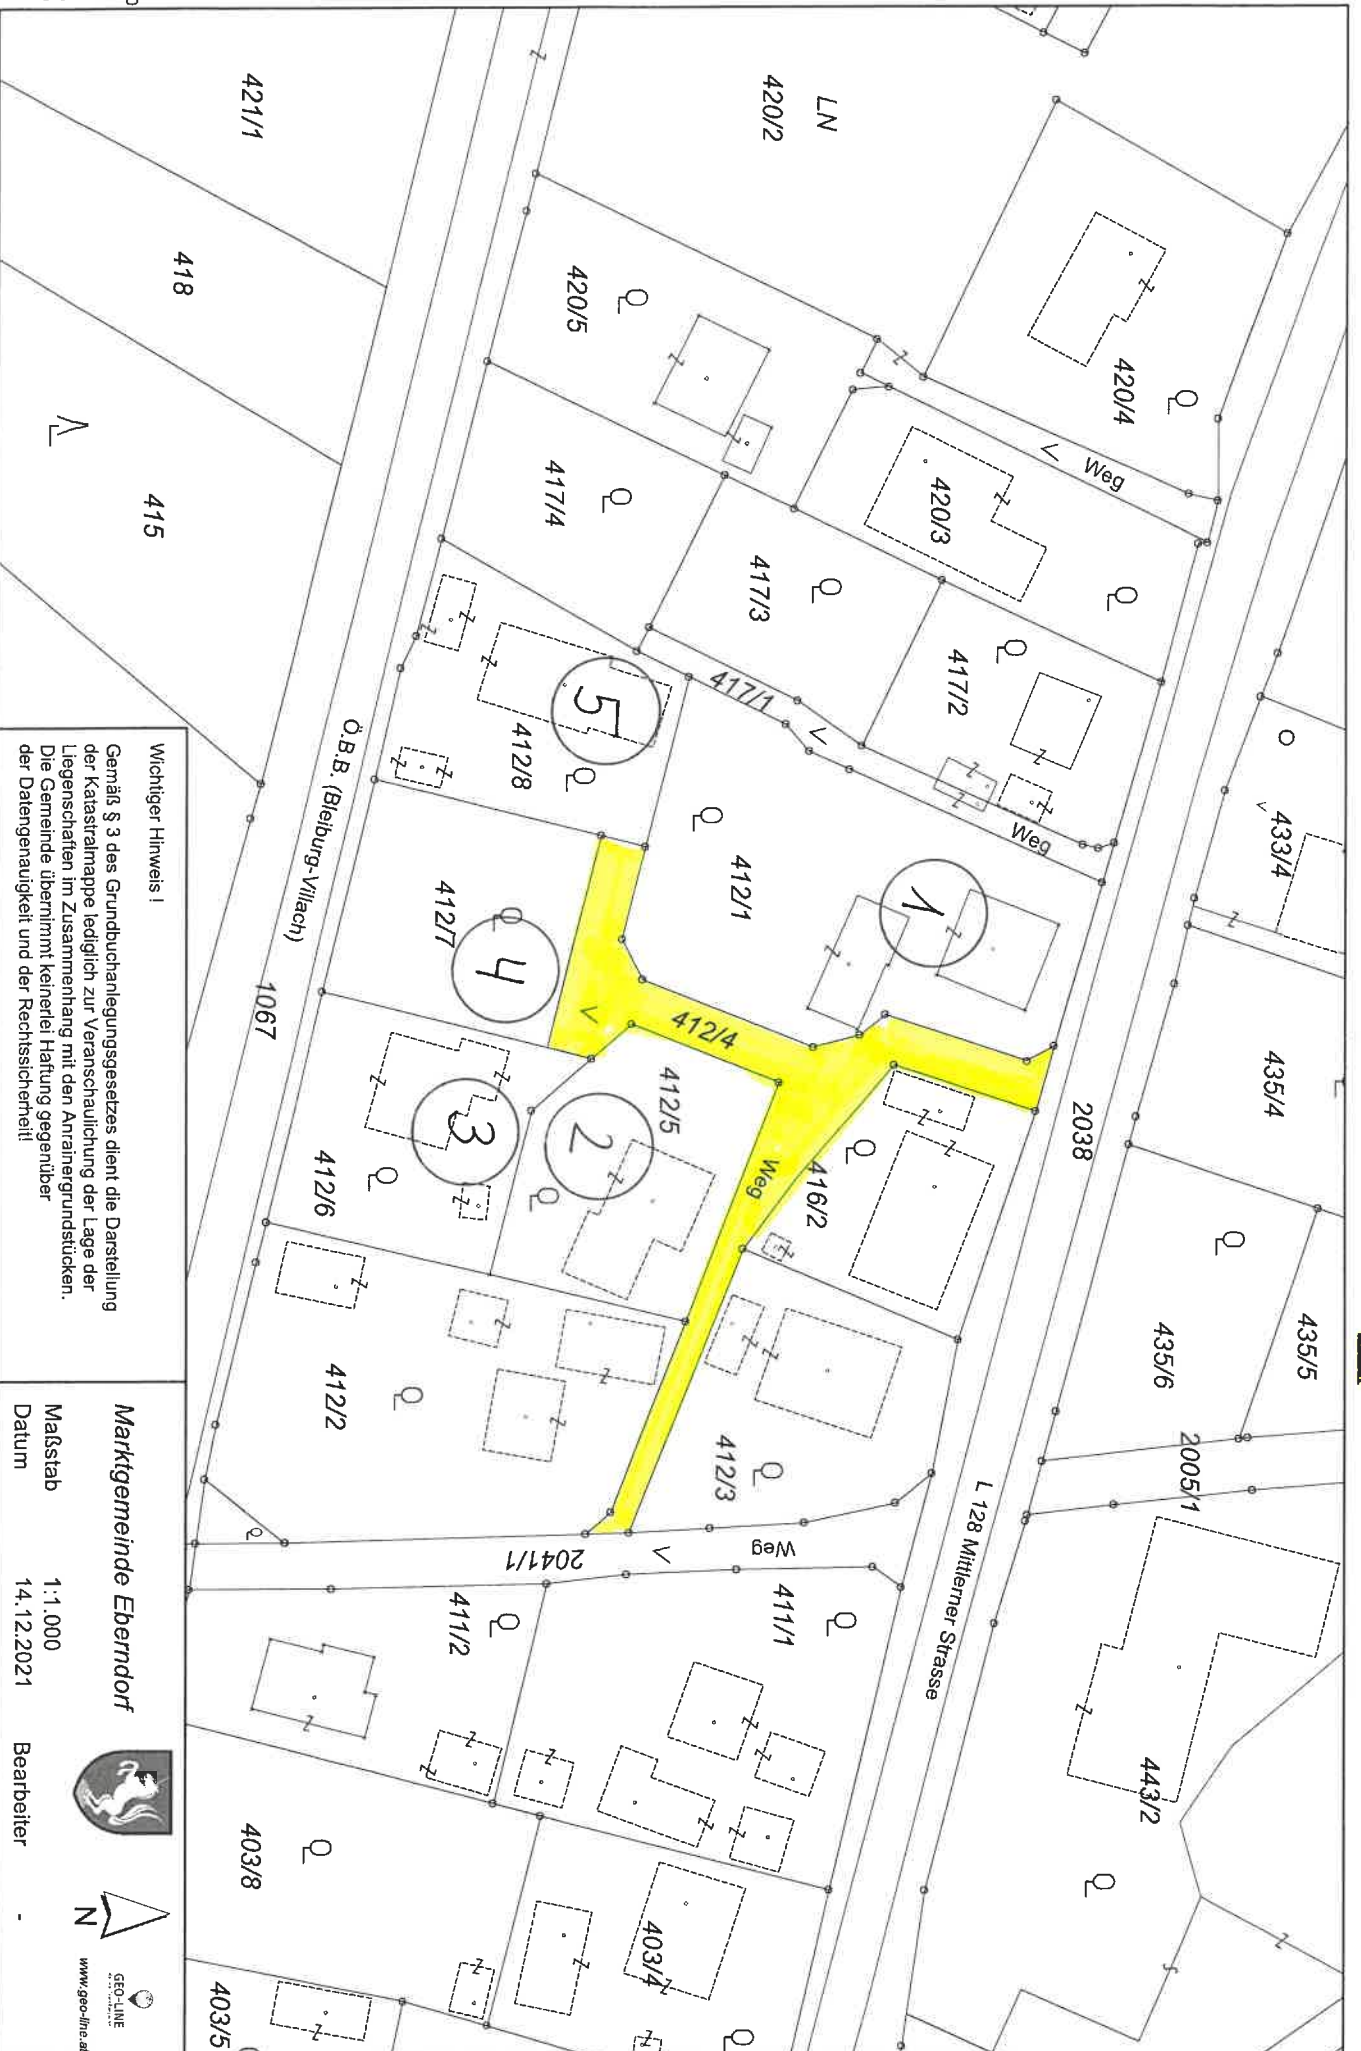 421/1
418
415
LN
420/2
420/5
420/4
Weg
420/3
417/4
417/3
417/2
417/1
Weg
433/4
435/4
435/5
435/6
2005/1
443/2
5
412/8
412/1
1
412/7
4
412/4
2038
412/5
2
3
412/6
Weg
416/2
412/2
412/3
L 128 Mittlerner Strasse
Ö.B.B. (Bleiburg-Villach)
1067
2041/1
Weg
411/2
411/1
403/8
403/4
403/5
Wichtiger Hinweis !
Gemäß § 3 des Grundbuchanlegungsgesetzes dient die Darstellung
der Katastralmappe lediglich zur Veranschaulichung der Lage der
Liegenschaften im Zusammenhang mit den Anrainergrundstücken.
Die Gemeinde übernimmt keinerlei Haftung gegenüber
der Datengenauigkeit und der Rechtssicherheit!
Marktgemeinde Eberndorf
Maßstab 1:1.000
Datum 14.12.2021 Bearbeiter -
N
GEO-LINE
www.geo-line.at